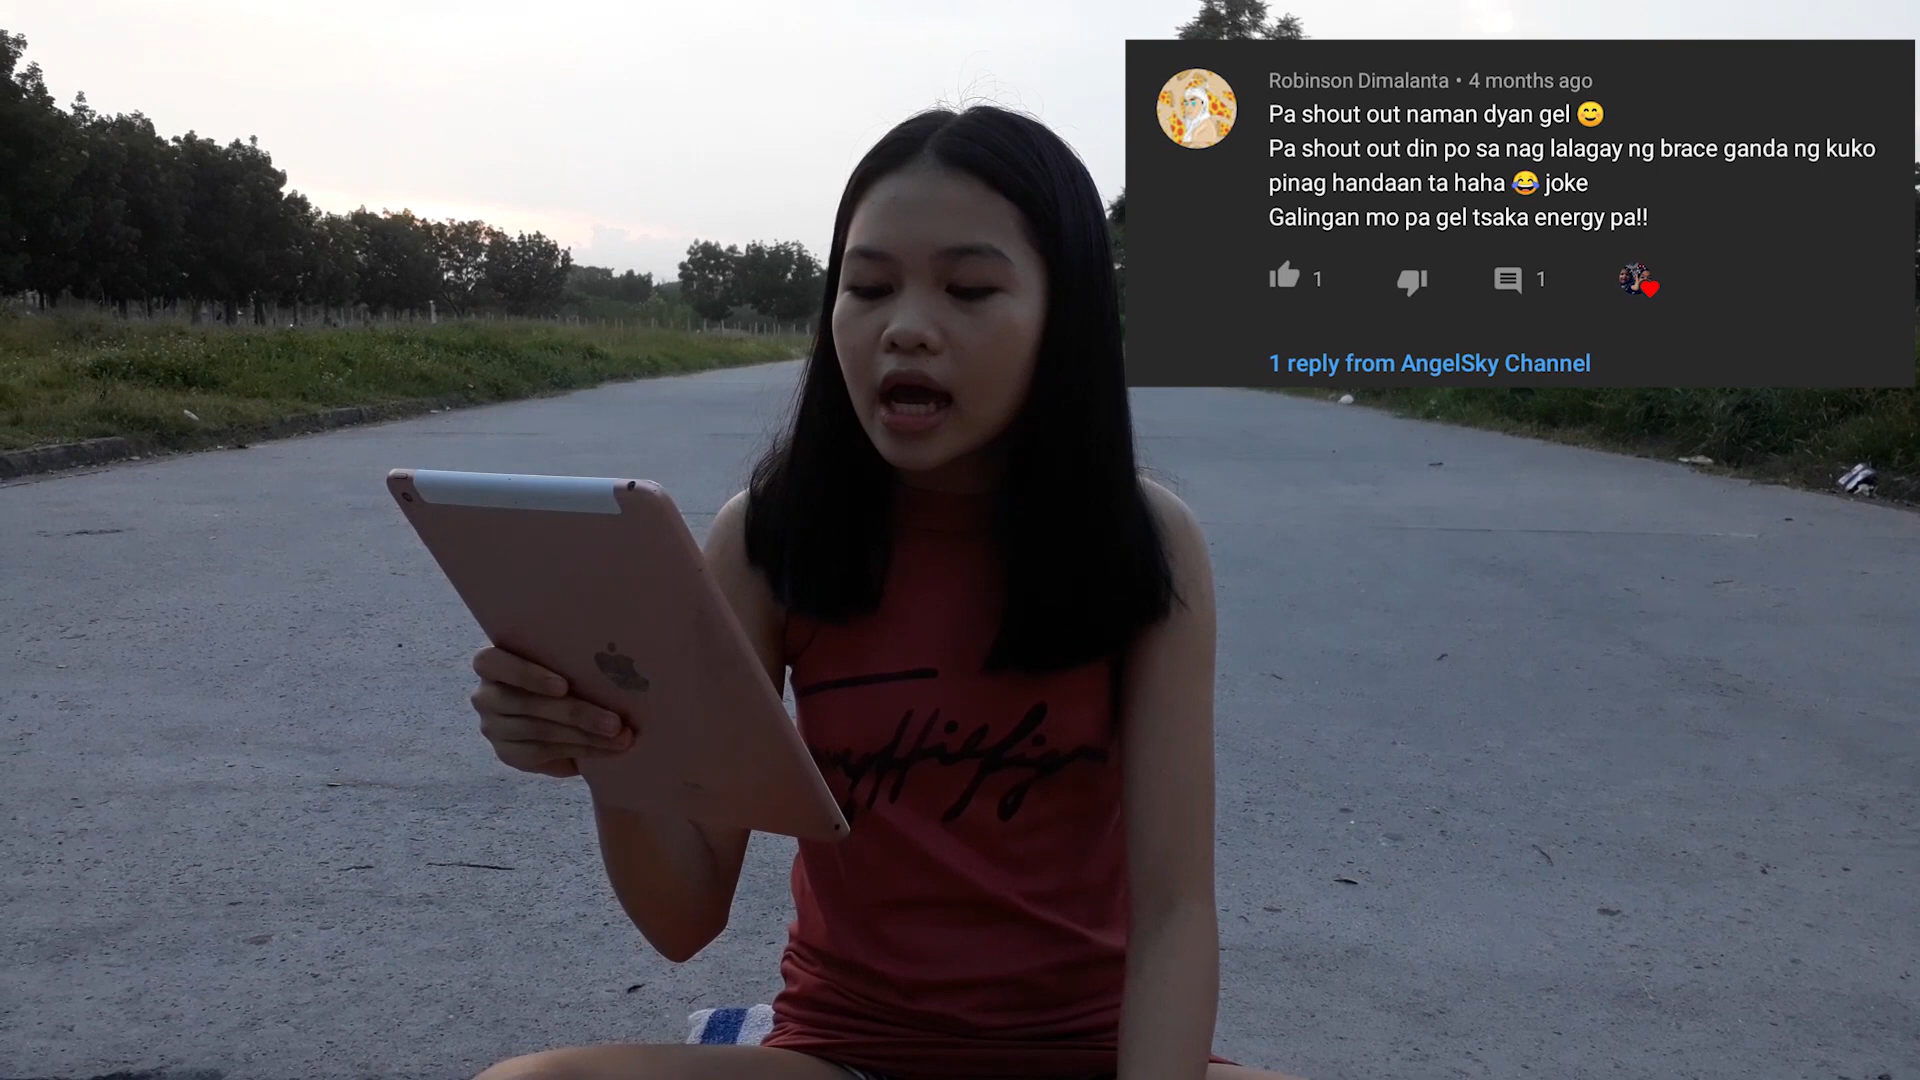 Robinson Dimalanta • 4 months ago
Pa shout out naman dyan gel 😊
Pa shout out din po sa nag lalagay ng brace ganda ng kuko
pinag handaan ta haha 😂 joke
Galingan mo pa gel tsaka energy pa!!
1
1
1 reply from AngelSky Channel